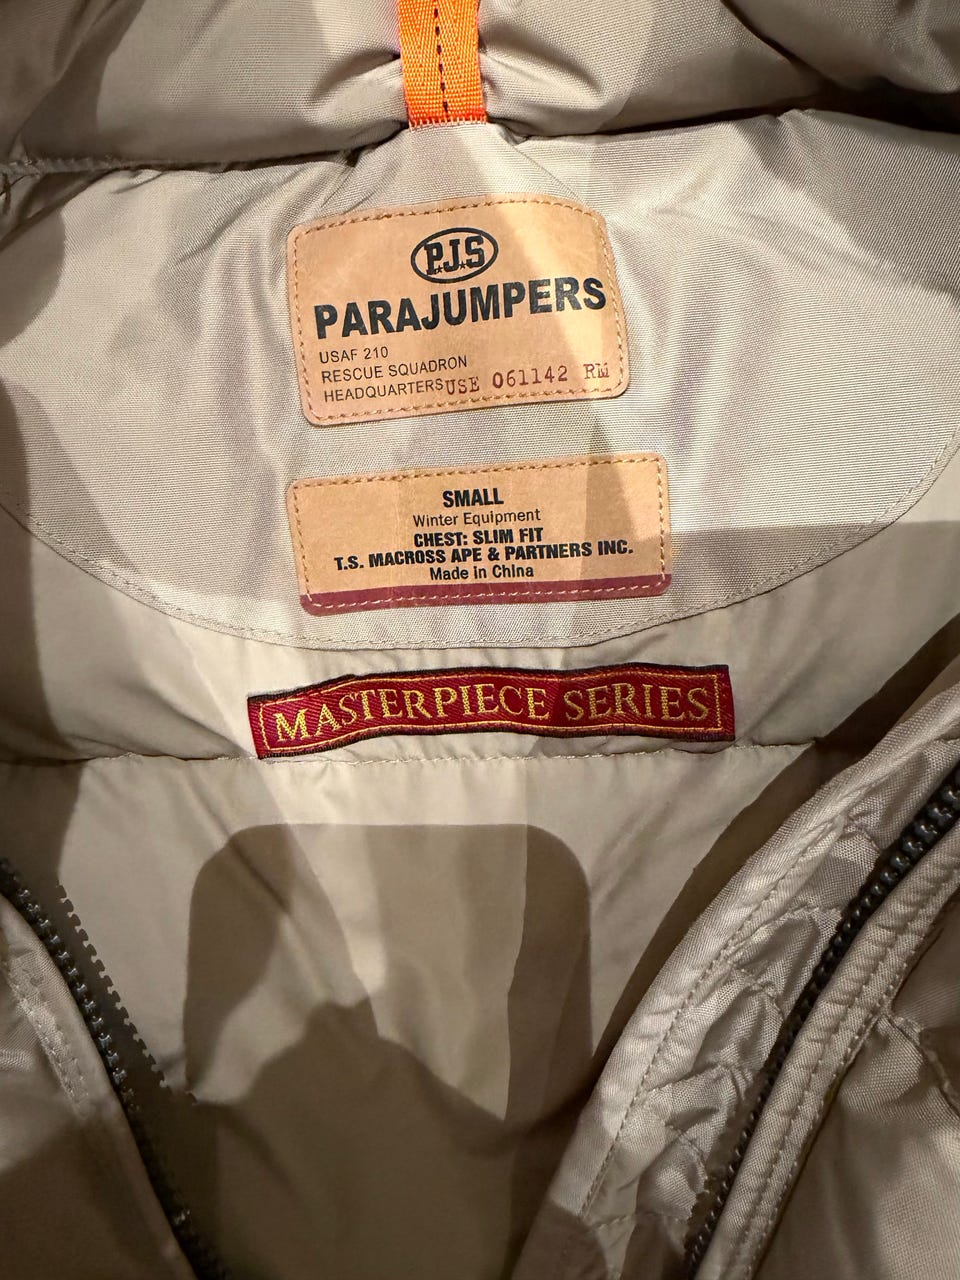 P.J.S
PARAJUMPERS
USAF 210
RESCUE SQUADRON
HEADQUARTERS USE 061142 RM
SMALL
Winter Equipment
CHEST: SLIM FIT
T.S. MACROSS APE & PARTNERS INC.
Made in China
MASTERPIECE SERIES